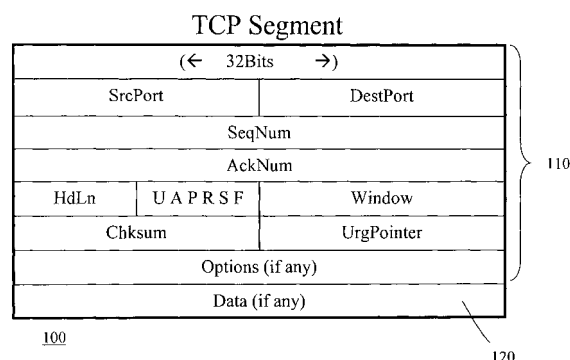 TCP Segment
(← 32Bits →)
SrcPort DestPort
SeqNum
AckNum
110
HdLn U A P R S F Window
Chksum UrgPointer
Options (if any)
Data (if any)
100
120